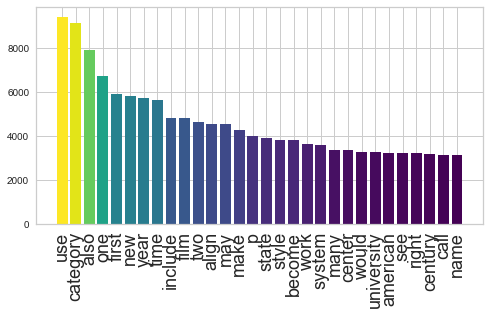 8000
6000
4000
2000
0
use
category
also
one
first
new
year
time
include
film
two
align
may
make
p
state
style
become
work
system
many
center
would
university
american
see
right
century
call
name